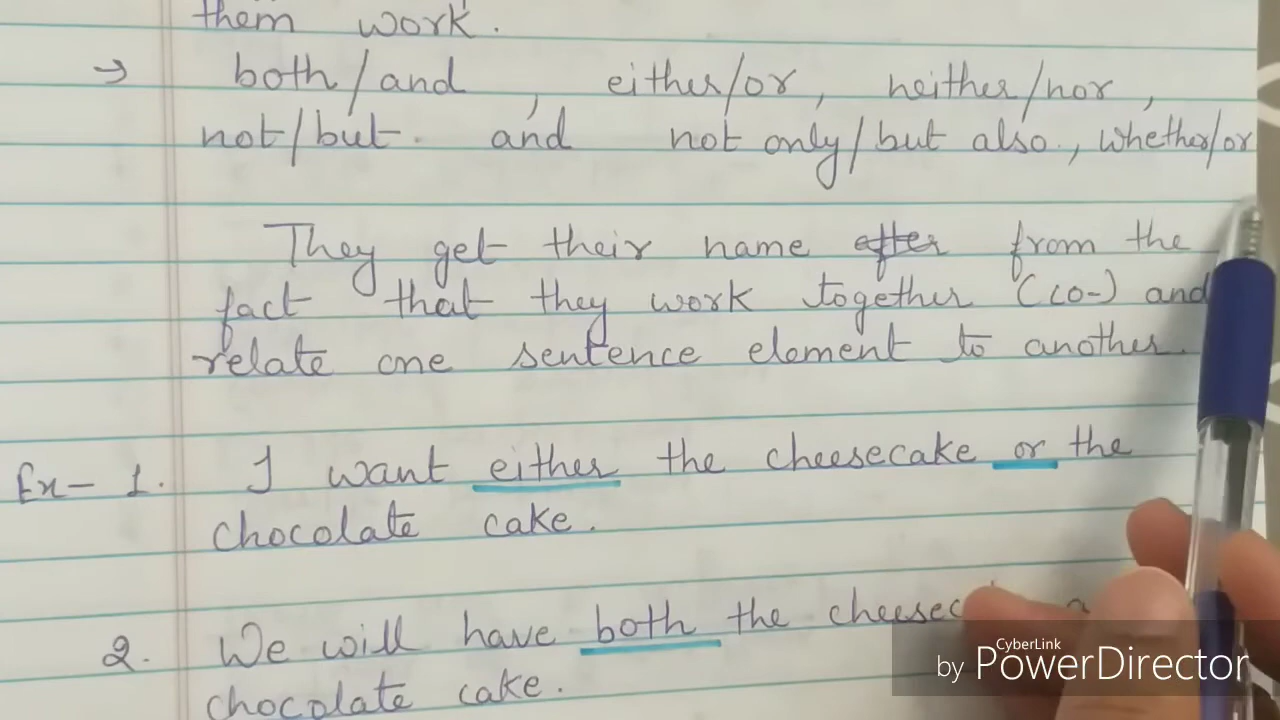 them work.
→ both/and, either/or, neither/nor,
not/but. and not only/but also, whether/or
They get their name after from the
fact that they work together (co-) and
relate one sentence element to another.
Ex- 1. I want either the cheesecake or the
chocolate cake.
2. We will have both the
chocolate cake.
CyberLink
by PowerDirector